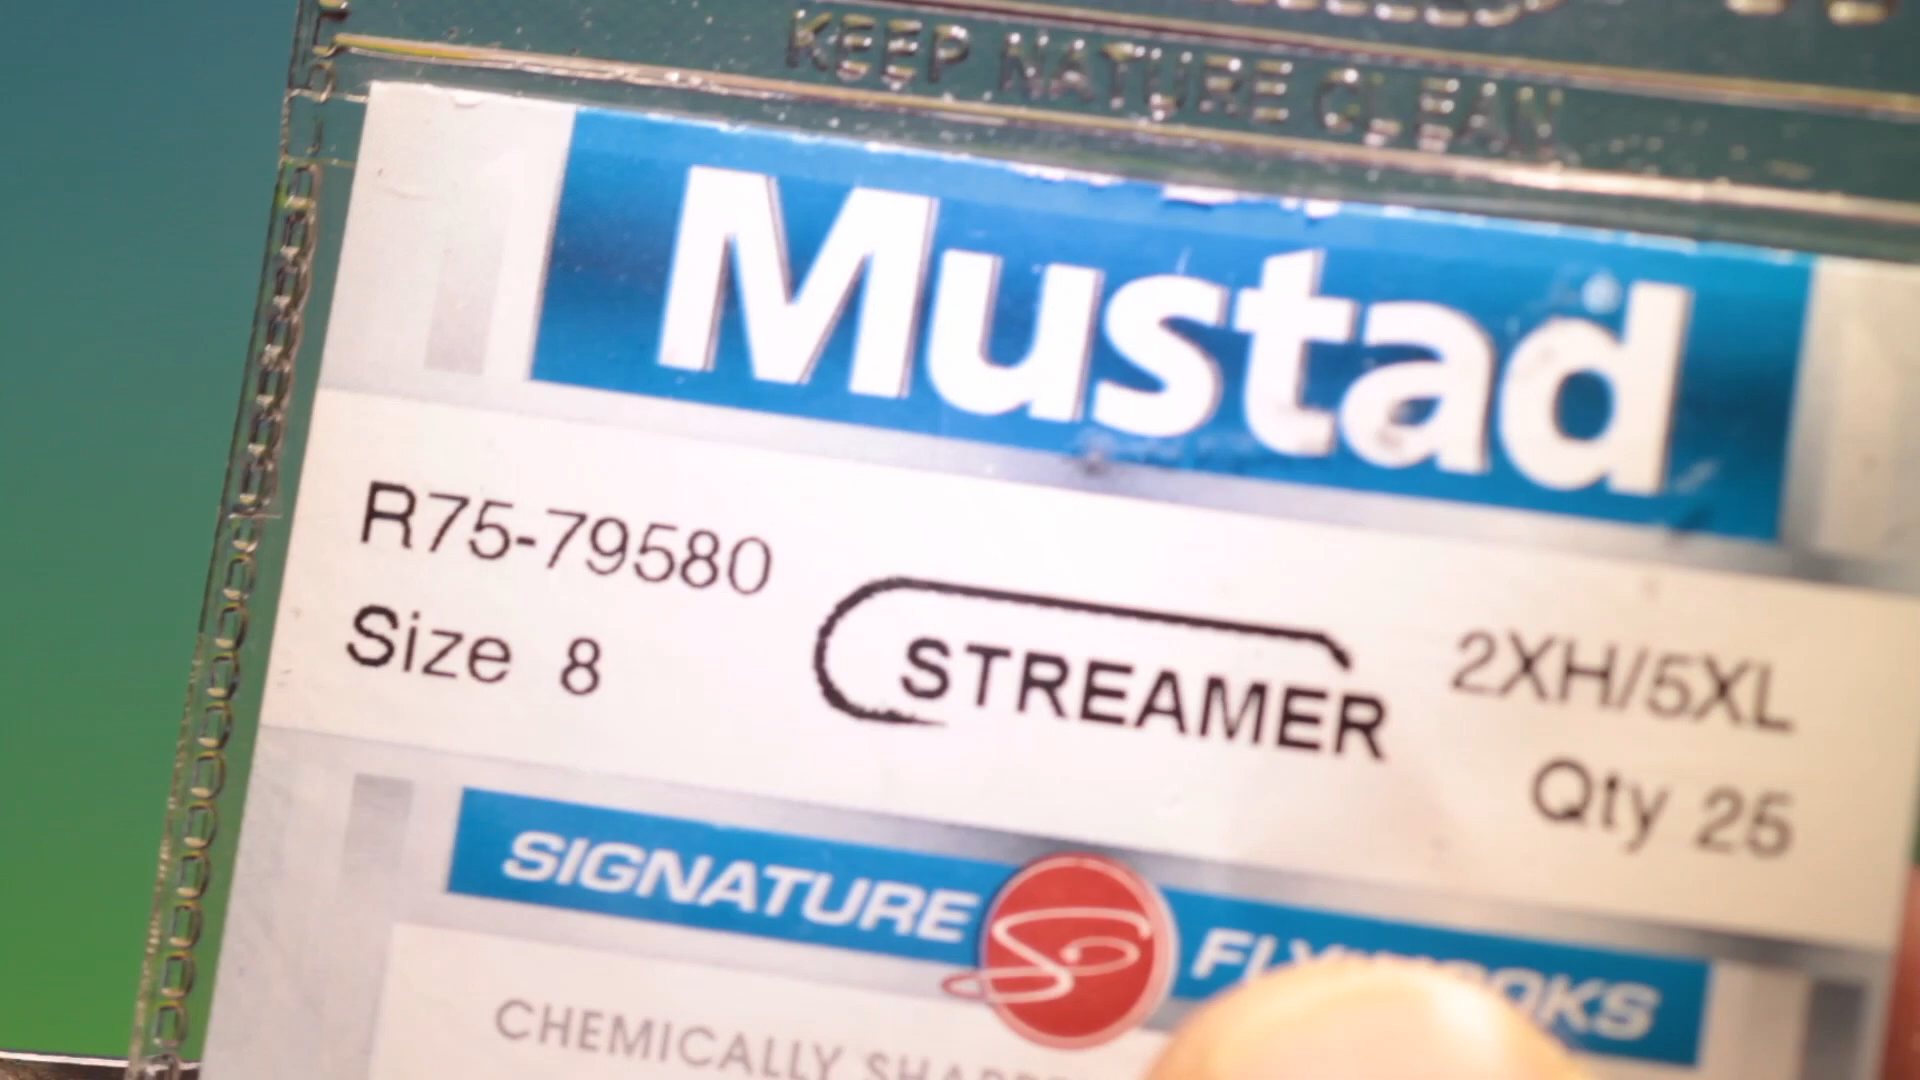 KEEP NATURE CLEAN
Mustad
R75-79580
Size 8
STREAMER
2XH/5XL
Qty 25
SIGNATURE
CHEMICALLY